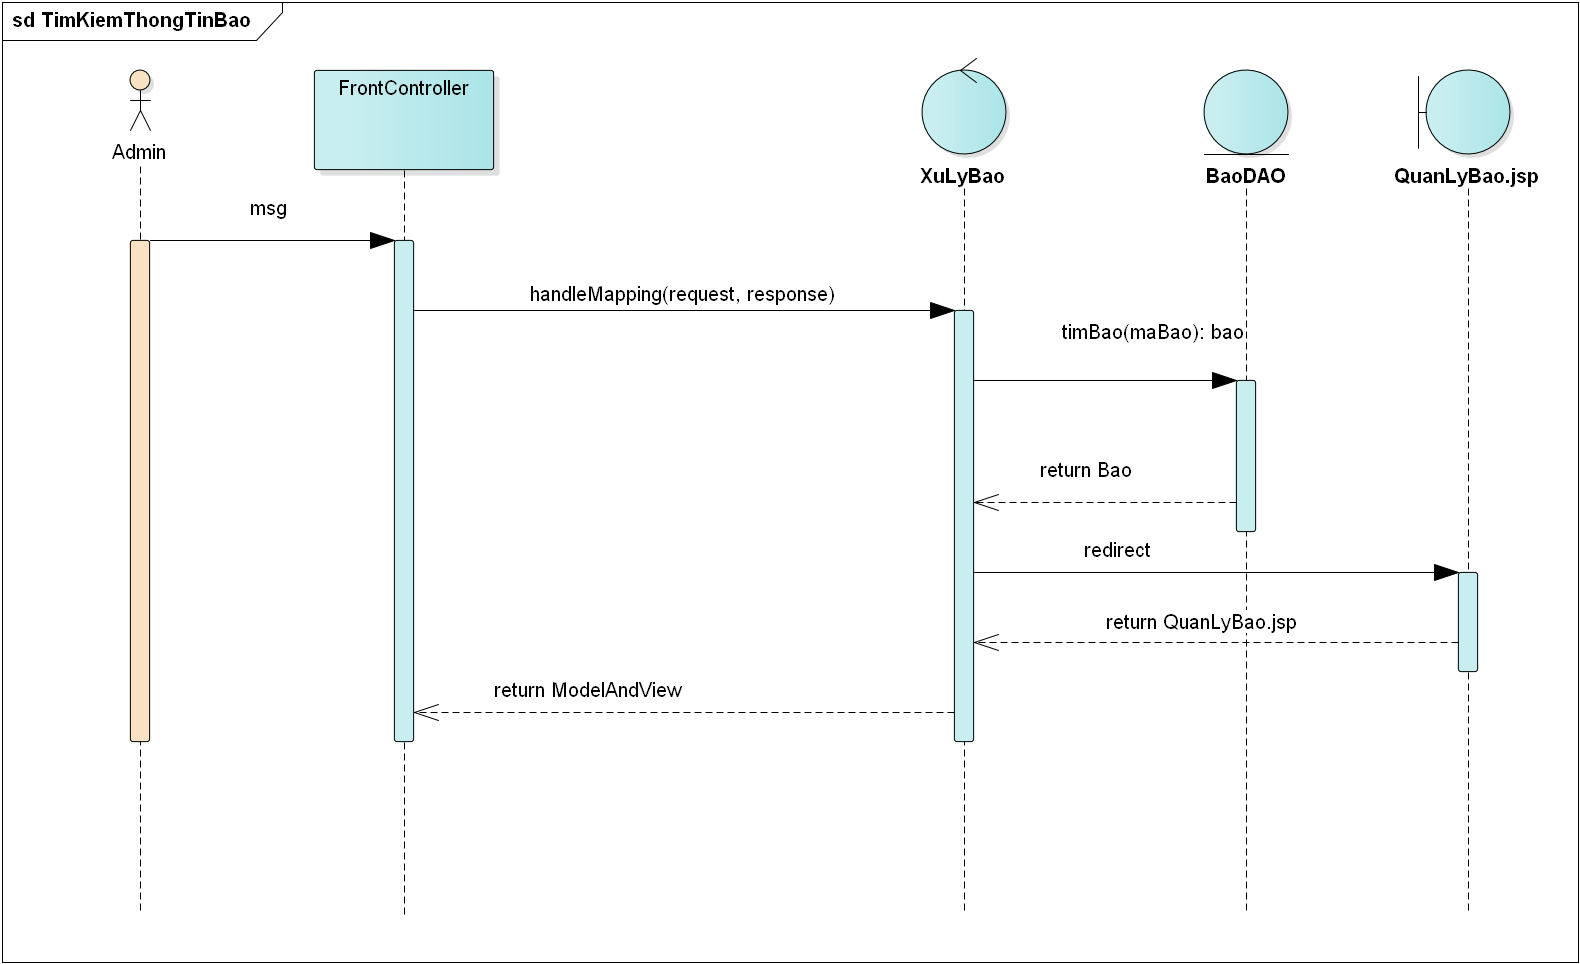 sd TimKiemThongTinBao
Admin
FrontController
XuLyBao
BaoDAO
QuanLyBao.jsp
msg
handleMapping(request, response)
timBao(maBao): bao
return Bao
redirect
return QuanLyBao.jsp
return ModelAndView